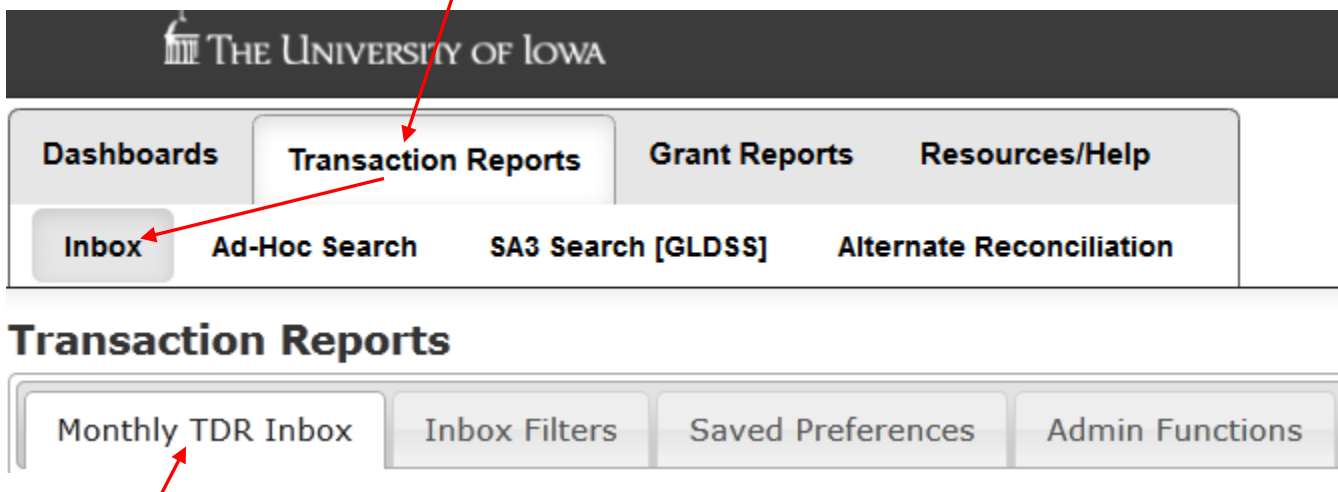 The University of Iowa
Dashboards Transaction Reports Grant Reports Resources/Help
Inbox Ad-Hoc Search SA3 Search [GLDSS] Alternate Reconciliation
Transaction Reports
Monthly TDR Inbox Inbox Filters Saved Preferences Admin Functions